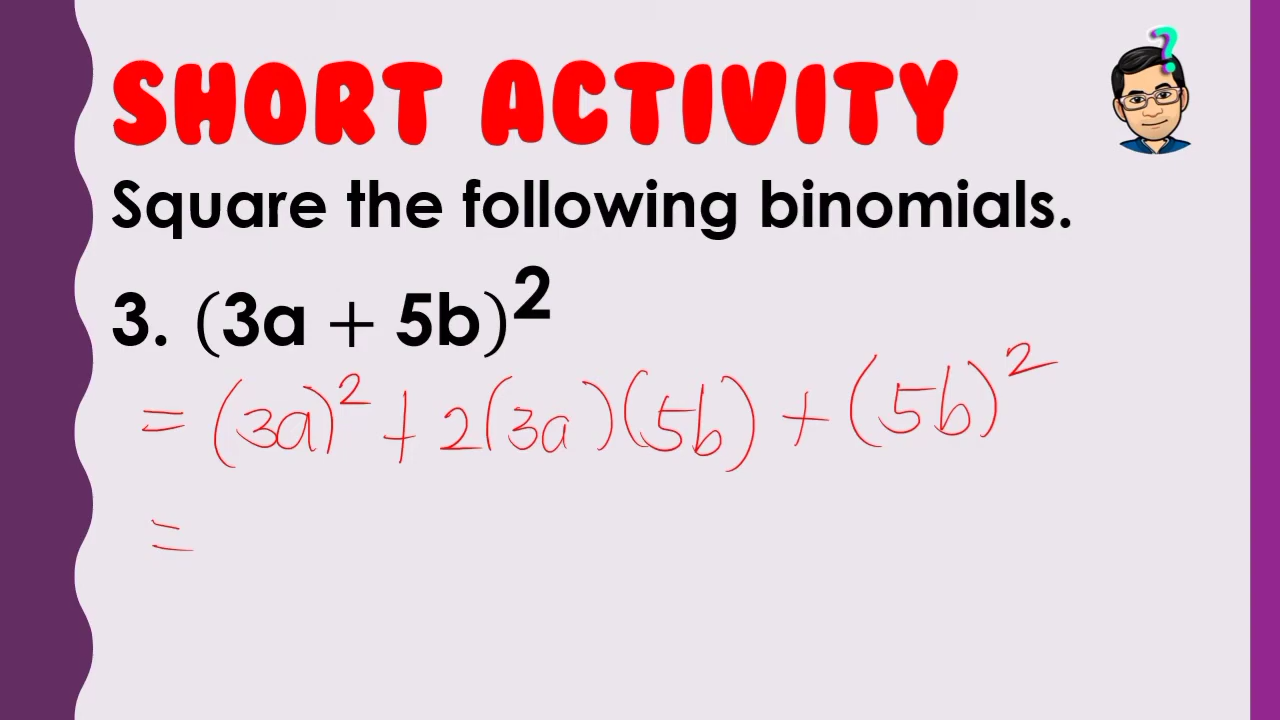 SHORT ACTIVITY
?
Square the following binomials.
3. (3a + 5b)²
= (3a)² + 2(3a)(5b) + (5b)²
=